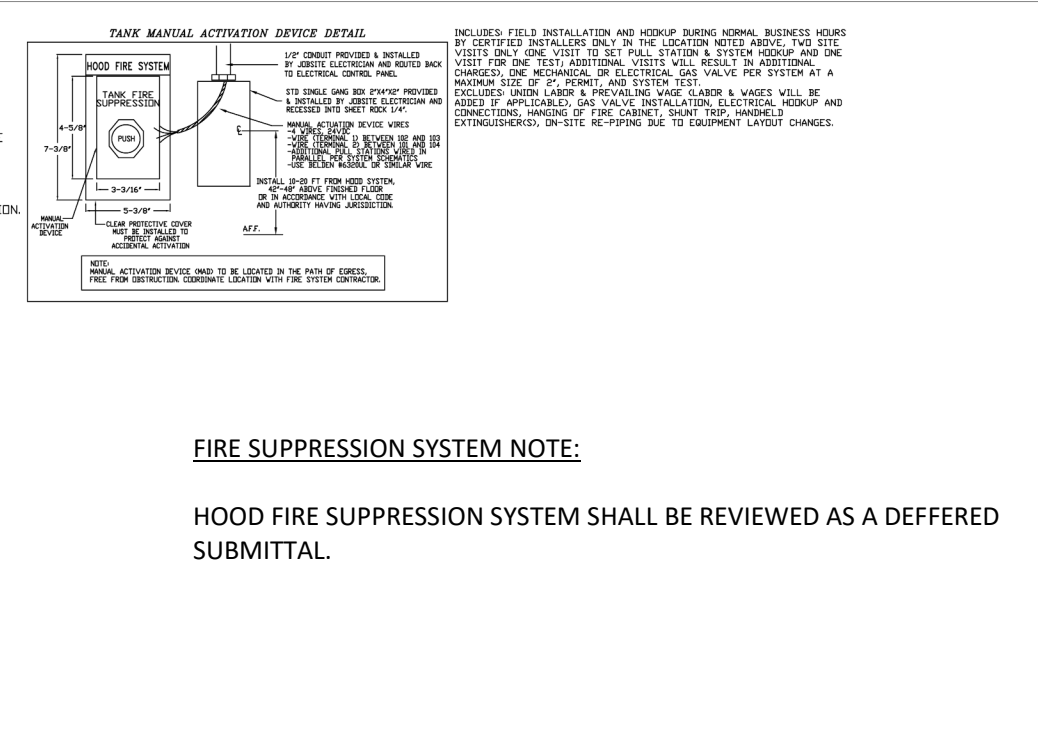 TANK MANUAL ACTIVATION DEVICE DETAIL
HOOD FIRE SYSTEM
TANK FIRE
SUPPRESSION
PUSH
4-5/8"
7-3/8"
3-3/16"
5-3/8"
MANUAL
ACTIVATION
DEVICE
CLEAR PROTECTIVE COVER
MUST BE INSTALLED TO
PROTECT AGAINST
ACCIDENTAL ACTIVATION
1/2" CONDUIT PROVIDED & INSTALLED
BY JOBSITE ELECTRICIAN AND ROUTED BACK
TO ELECTRICAL CONTROL PANEL
STD SINGLE GANG BOX 2"X4"X2" PROVIDED
& INSTALLED BY JOBSITE ELECTRICIAN AND
RECESSED INTO SHEET ROCK 1/4".
MANUAL ACTUATION DEVICE WIRES
-4 WIRES, 24VDC
-WIRE (TERMINAL 1) BETWEEN 102 AND 103
-WIRE (TERMINAL 2) BETWEEN 101 AND 104
-ADDITIONAL PULL STATIONS WIRED IN
PARALLEL PER SYSTEM SCHEMATICS
-USE BELDEN #6320UL OR SIMILAR WIRE
INSTALL 10-20 FT FROM HOOD SYSTEM,
42"-48" ABOVE FINISHED FLOOR
OR IN ACCORDANCE WITH LOCAL CODE
AND AUTHORITY HAVING JURISDICTION.
A.F.F.
NOTE:
MANUAL ACTIVATION DEVICE (MAD) TO BE LOCATED IN THE PATH OF EGRESS,
FREE FROM OBSTRUCTION. COORDINATE LOCATION WITH FIRE SYSTEM CONTRACTOR.
INCLUDES: FIELD INSTALLATION AND HOOKUP DURING NORMAL BUSINESS HOURS
BY CERTIFIED INSTALLERS ONLY IN THE LOCATION NOTED ABOVE, TWO SITE
VISITS ONLY (ONE VISIT TO SET PULL STATION & SYSTEM HOOKUP AND ONE
VISIT FOR ONE TEST; ADDITIONAL VISITS WILL RESULT IN ADDITIONAL
CHARGES), ONE MECHANICAL OR ELECTRICAL GAS VALVE PER SYSTEM AT A
MAXIMUM SIZE OF 2", PERMIT, AND SYSTEM TEST.
EXCLUDES: UNION LABOR & PREVAILING WAGE (LABOR & WAGES WILL BE
ADDED IF APPLICABLE), GAS VALVE INSTALLATION, ELECTRICAL HOOKUP AND
CONNECTIONS, HANGING OF FIRE CABINET, SHUNT TRIP, HANDHELD
EXTINGUISHER(S), ON-SITE RE-PIPING DUE TO EQUIPMENT LAYOUT CHANGES.
FIRE SUPPRESSION SYSTEM NOTE:
HOOD FIRE SUPPRESSION SYSTEM SHALL BE REVIEWED AS A DEFFERED
SUBMITTAL.